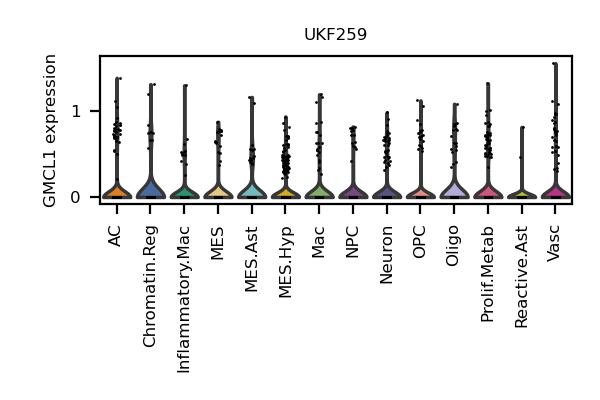 UKF259
GMCL1 expression
1
0
AC
Chromatin.Reg
Inflammatory.Mac
MES
MES.Ast
MES.Hyp
Mac
NPC
Neuron
OPC
Oligo
Prolif.Metab
Reactive.Ast
Vasc